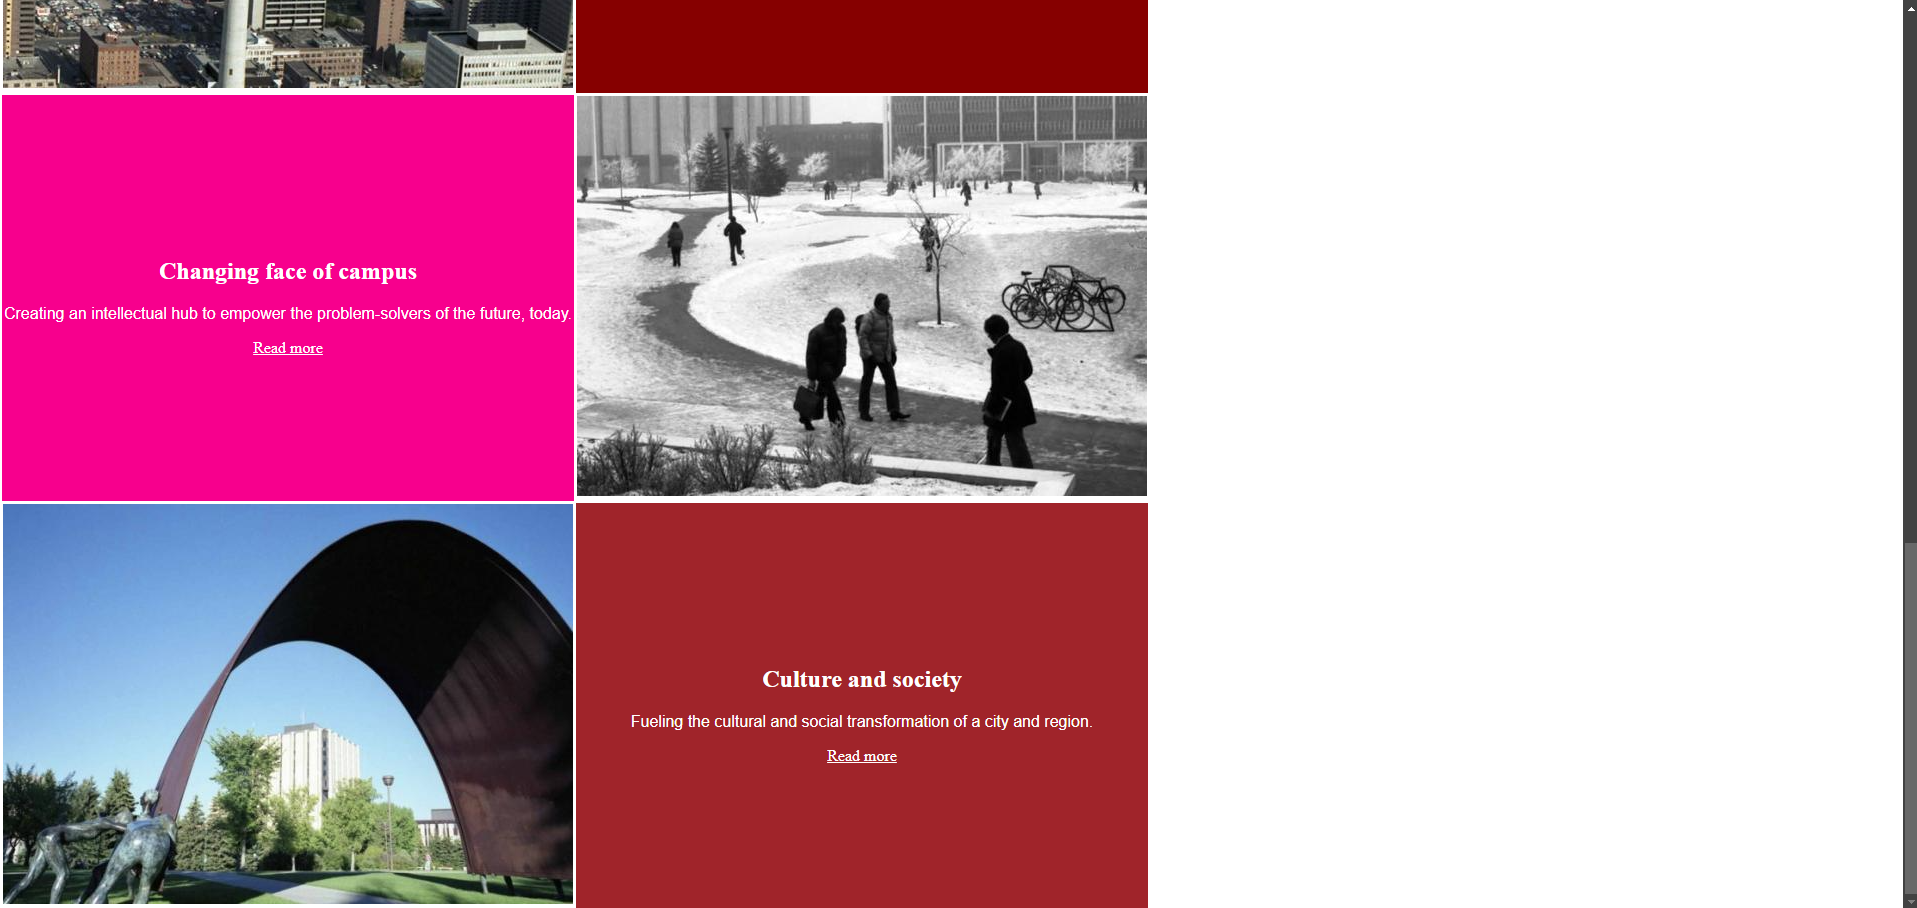 Changing face of campus
Creating an intellectual hub to empower the problem-solvers of the future, today.
Read more
Culture and society
Fueling the cultural and social transformation of a city and region.
Read more